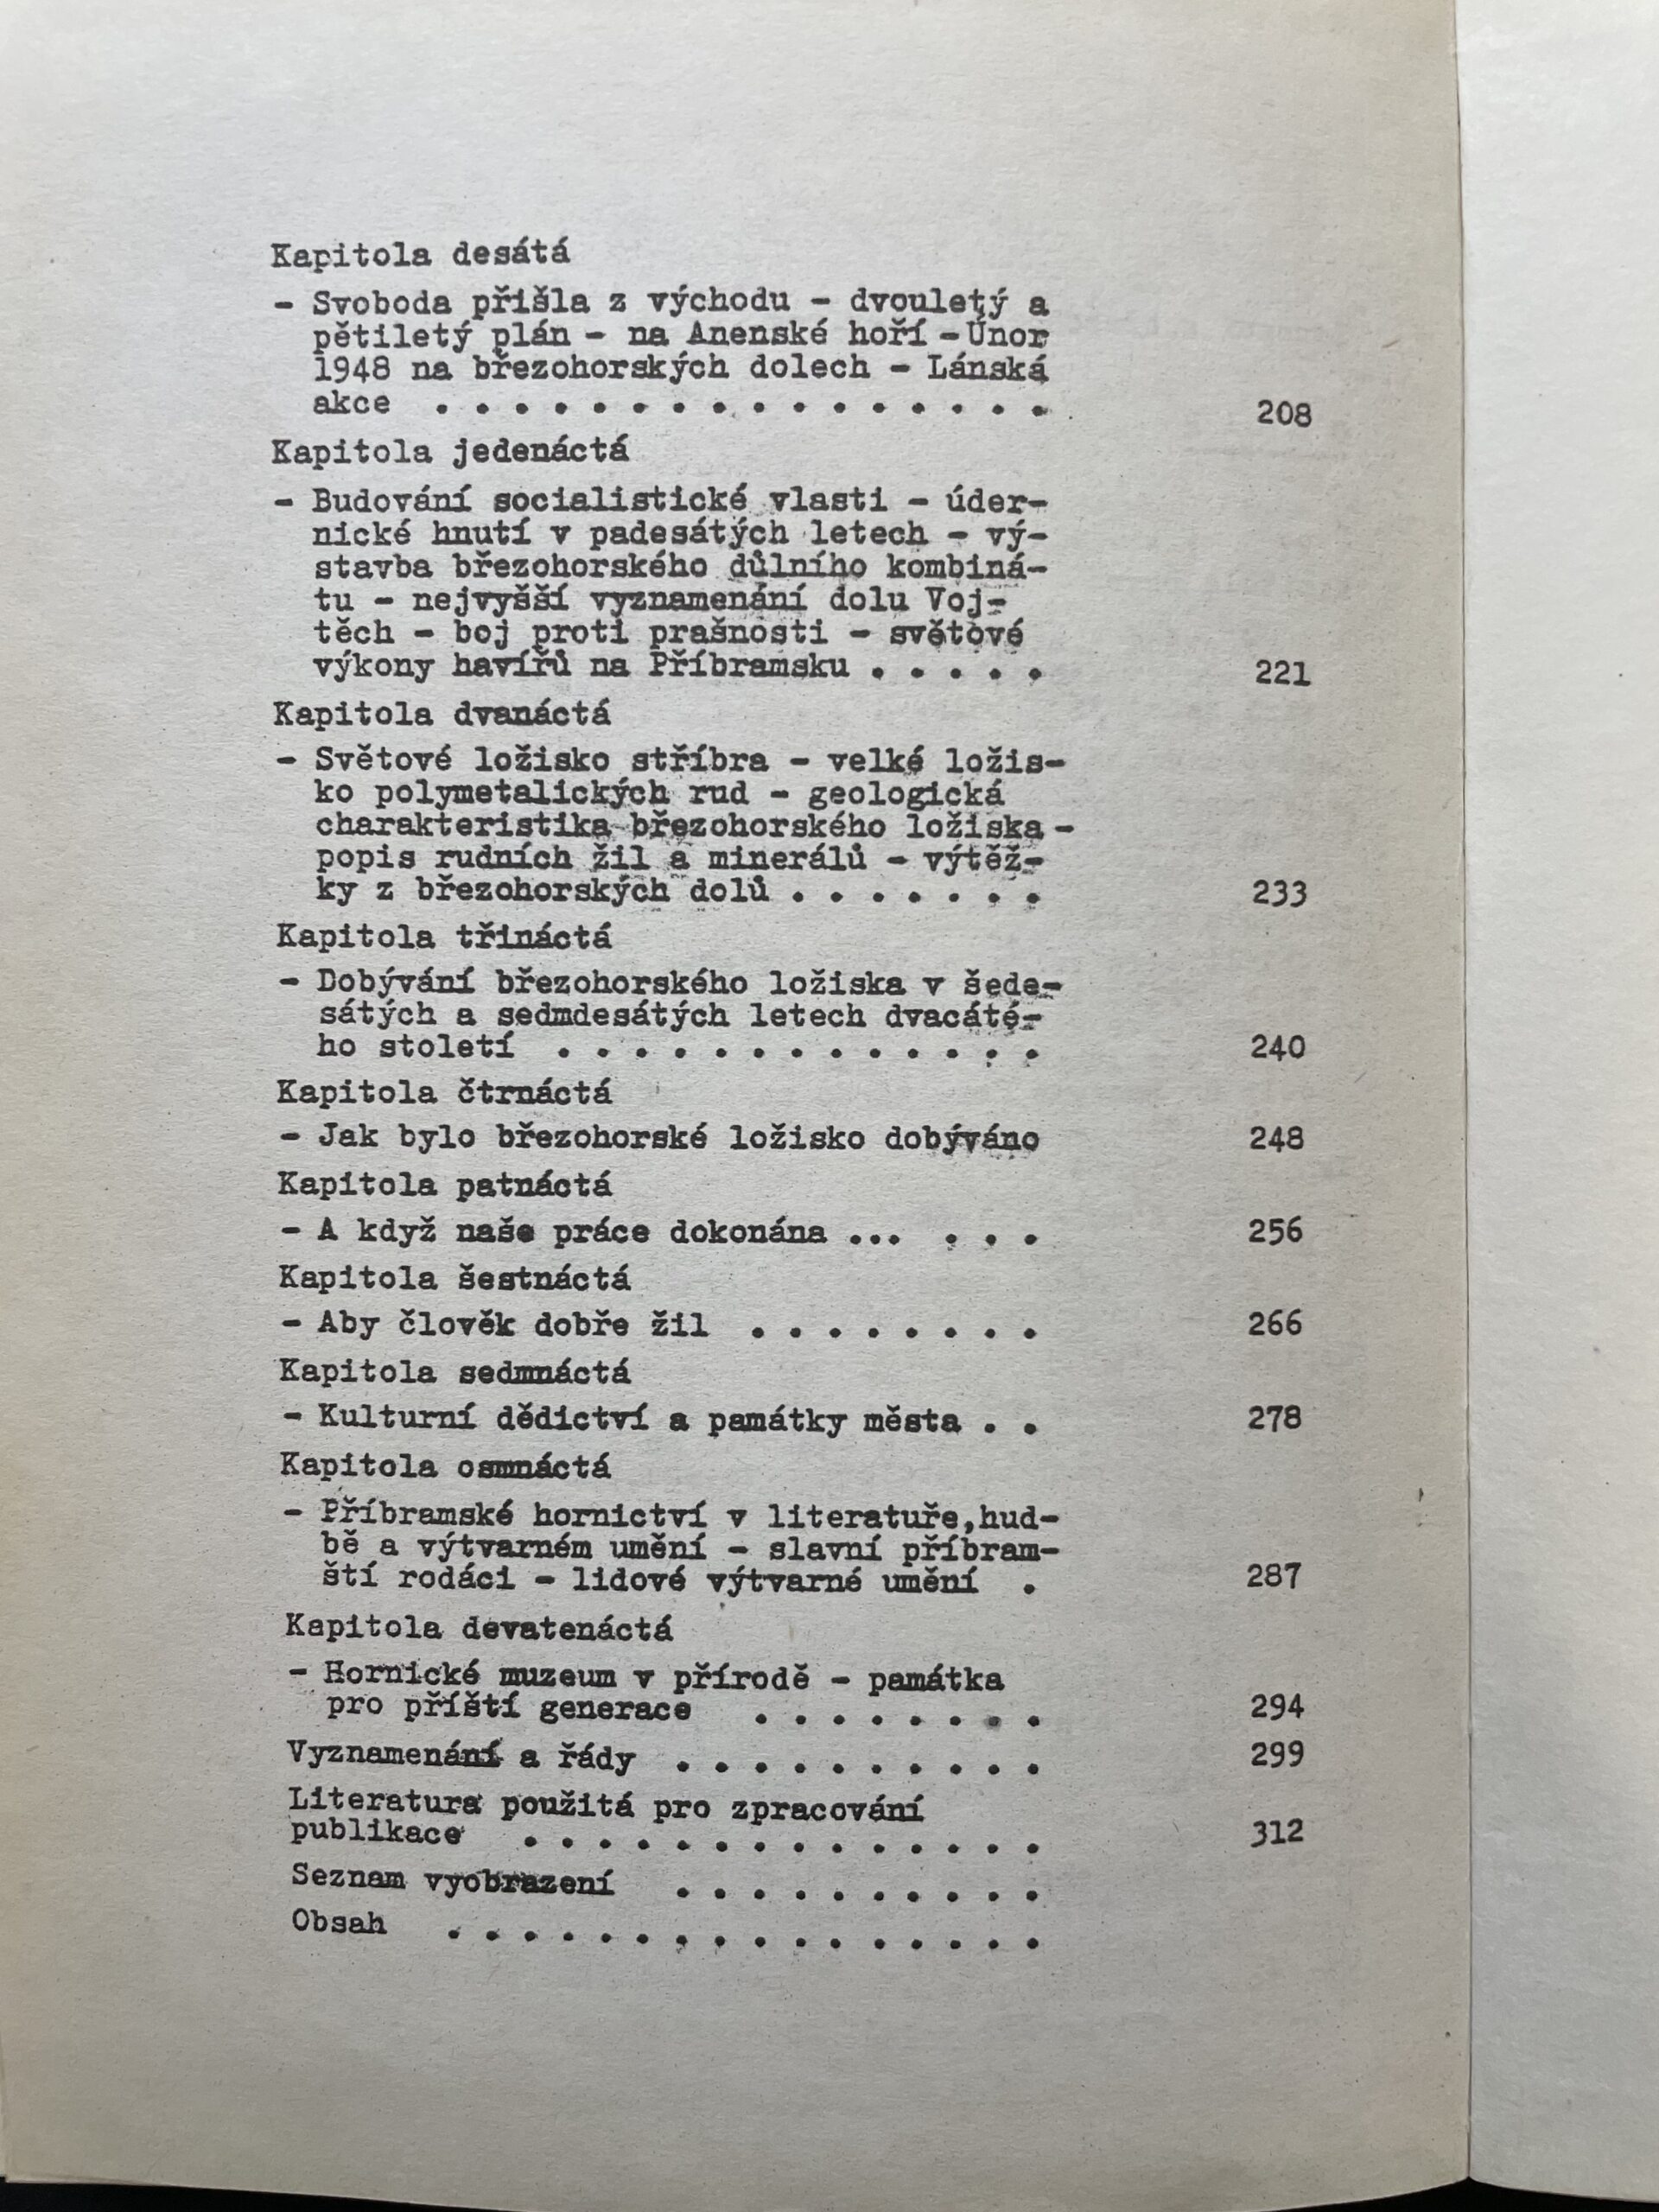 Kapitola desátá
- Svoboda přišla z východu - dvouletý a
pětiletý plán - na Anenské hoří - Únor
1948 na březohorských dolech - Lánská
akce . . . . . . . . . . . . . . . . 208
Kapitola jedenáctá
- Budování socialistické vlasti - úder-
nické hnutí v padesátých letech - vý-
stavba březohorského důlního kombiná-
tu - nejvyšší vyznamenání dolu Voj-
těch - boj proti prašnosti - světové
výkony havířů na Příbramsku . . . . . 221
Kapitola dvanáctá
- Světové ložisko stříbra - velké ložis-
ko polymetalických rud - geologická
charakteristika březohorského ložiska -
popis rudních žil a minerálů - výtěž-
ky z březohorských dolů . . . . . . . 233
Kapitola třináctá
- Dobývání březohorského ložiska v šede-
sátých a sedmdesátých letech dvacáté-
ho století . . . . . . . . . . . . . 240
Kapitola čtrnáctá
- Jak bylo březohorské ložisko dobýváno 248
Kapitola patnáctá
- A když naše práce dokonána ... . . . 256
Kapitola šestnáctá
- Aby člověk dobře žil . . . . . . . . 266
Kapitola sedmnáctá
- Kulturní dědictví a památky města . . 278
Kapitola osmnáctá
- Příbramské hornictví v literatuře,hud-
bě a výtvarném umění - slavní příbram-
ští rodáci - lidové výtvarné umění . 287
Kapitola devatenáctá
- Hornické muzeum v přírodě - památka
pro příští generace . . . . . . . . 294
Vyznamenání a řády . . . . . . . . . . 299
Literatura použitá pro zpracování
publikace . . . . . . . . . . . . . . 312
Seznam vyobrazení . . . . . . . . . .
Obsah . . . . . . . . . . . . . . . .